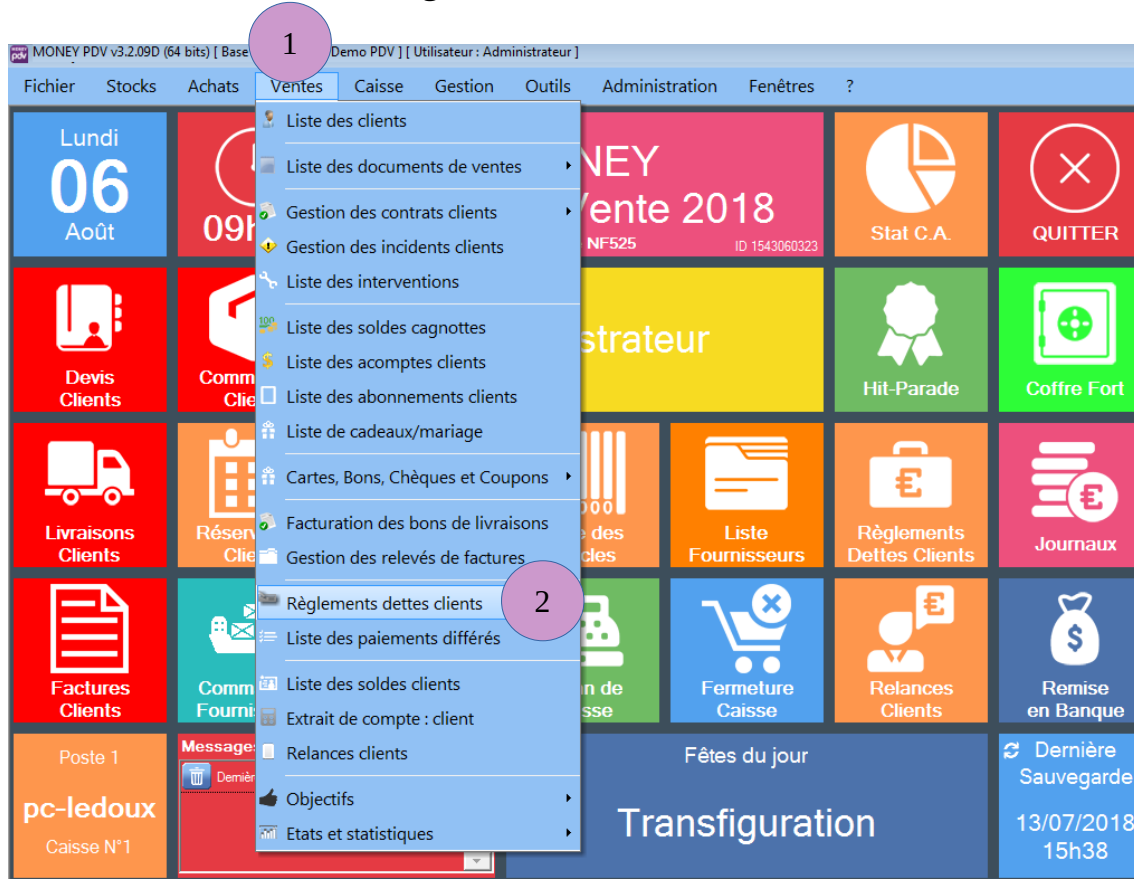 1
MONEY PDV v3.2.09D (64 bits) [ Base Demo PDV ] [ Utilisateur : Administrateur ]
Fichier Stocks Achats Ventes Caisse Gestion Outils Administration Fenêtres ?
Lundi
06
Août
Liste des clients
Liste des documents de ventes
Gestion des contrats clients
Gestion des incidents clients
Liste des interventions
Liste des soldes cagnottes
Liste des acomptes clients
Liste des abonnements clients
Liste de cadeaux/mariage
Cartes, Bons, Chèques et Coupons
Facturation des bons de livraisons
Gestion des relevés de factures
Règlements dettes clients
2
Liste des paiements différés
Liste des soldes clients
Extrait de compte : client
Relances clients
Objectifs
Etats et statistiques
2018
NF525
ID 1543060323
Stat C.A.
QUITTER
Devis
Clients
Hit-Parade
Coffre Fort
Livraisons
Clients
des
Liste
Fournisseurs
Règlements
Dettes Clients
Journaux
Factures
Clients
de
Fermeture
Caisse
Relances
Clients
Remise
en Banque
Poste 1
pc-ledoux
Caisse N°1
Fêtes du jour
Transfiguration
Dernière
Sauvegarde
13/07/2018
15h38